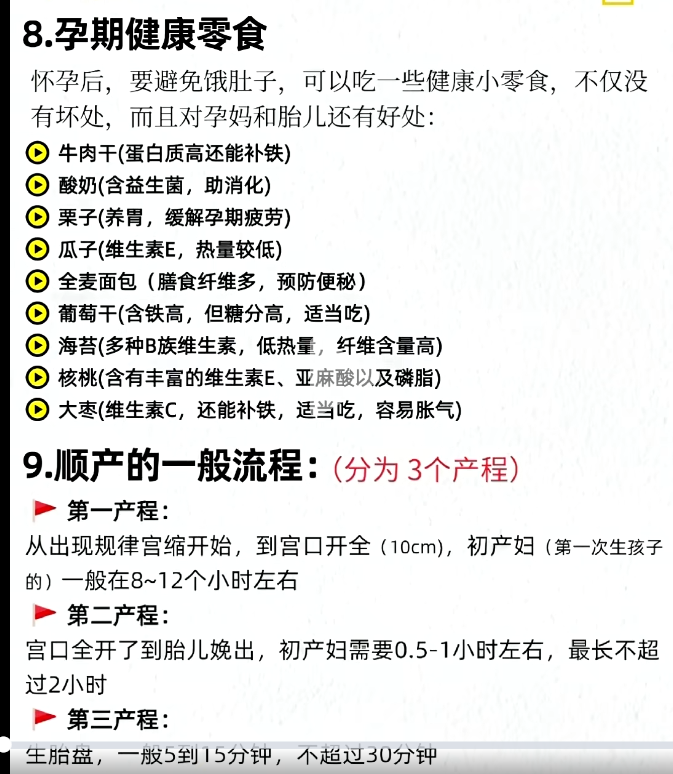 8.孕期健康零食
怀孕后，要避免饿肚子，可以吃一些健康小零食，不仅没
有坏处，而且对孕妈和胎儿还有好处：
牛肉干(蛋白质高还能补铁)
酸奶(含益生菌，助消化)
栗子(养胃，缓解孕期疲劳)
瓜子(维生素E，热量较低)
全麦面包（膳食纤维多，预防便秘）
葡萄干(含铁高，但糖分高，适当吃)
海苔(多种B族维生素，低热量，纤维含量高)
核桃(含有丰富的维生素E、亚麻酸以及磷脂)
大枣(维生素C，还能补铁，适当吃，容易胀气)
9.顺产的一般流程：（分为 3个产程）
第一产程：
从出现规律宫缩开始，到宫口开全（10cm)，初产妇（第一次生孩子
的）一般在8~12个小时左右
第二产程：
宫口全开了到胎儿娩出，初产妇需要0.5-1小时左右，最长不超
过2小时
第三产程：
生胎盘，一般5到15分钟，不超过30分钟